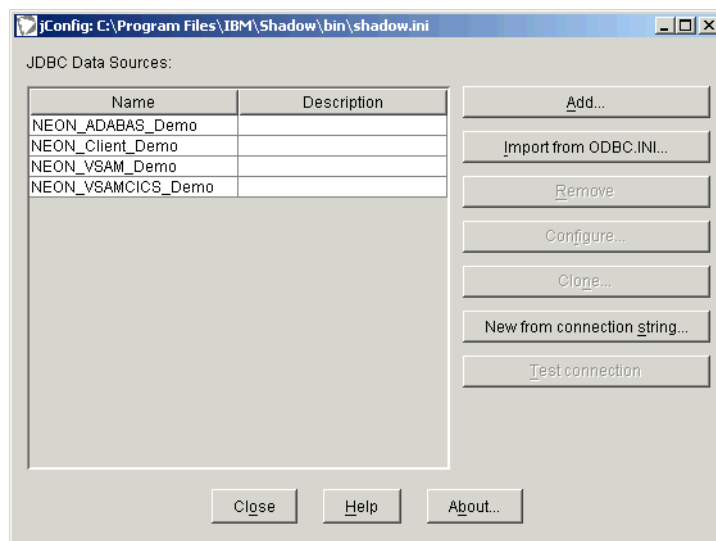 jConfig: C:\Program Files\IBM\Shadow\bin\shadow.ini
JDBC Data Sources:
Name Description
NEON_ADABAS_Demo
NEON_Client_Demo
NEON_VSAM_Demo
NEON_VSAMCICS_Demo
Add...
Import from ODBC.INI...
Remove
Configure...
Clone...
New from connection string...
Test connection
Close Help About...